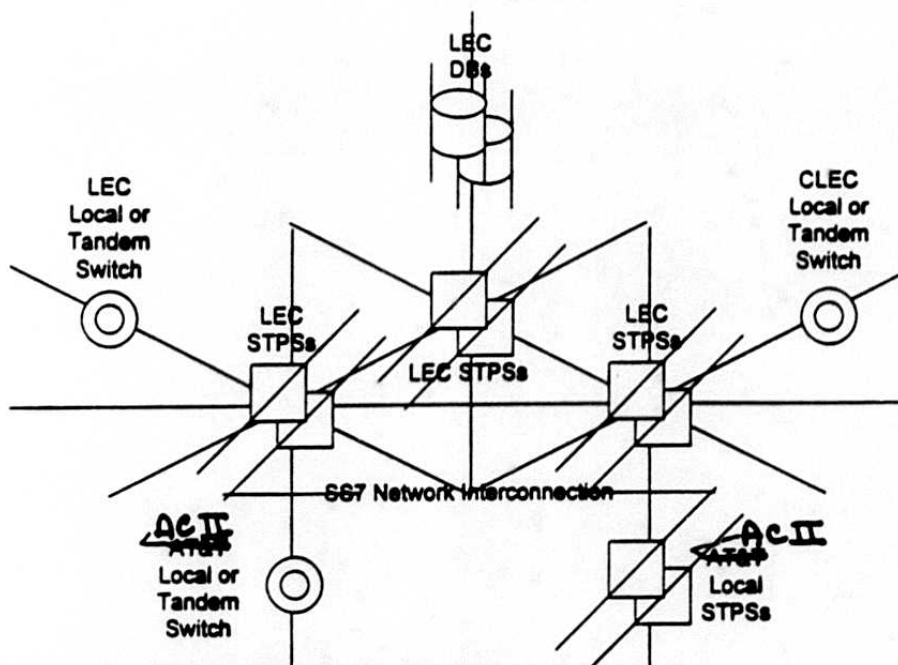 LEC
DBs
LEC
Local or
Tandem
Switch
CLEC
Local or
Tandem
Switch
LEC
STPSs
LEC
STPSs
LEC STPSs
SS7 Network Interconnection
ACII
AT&T
Local or
Tandem
Switch
ACII
AT&T
Local
STPSs